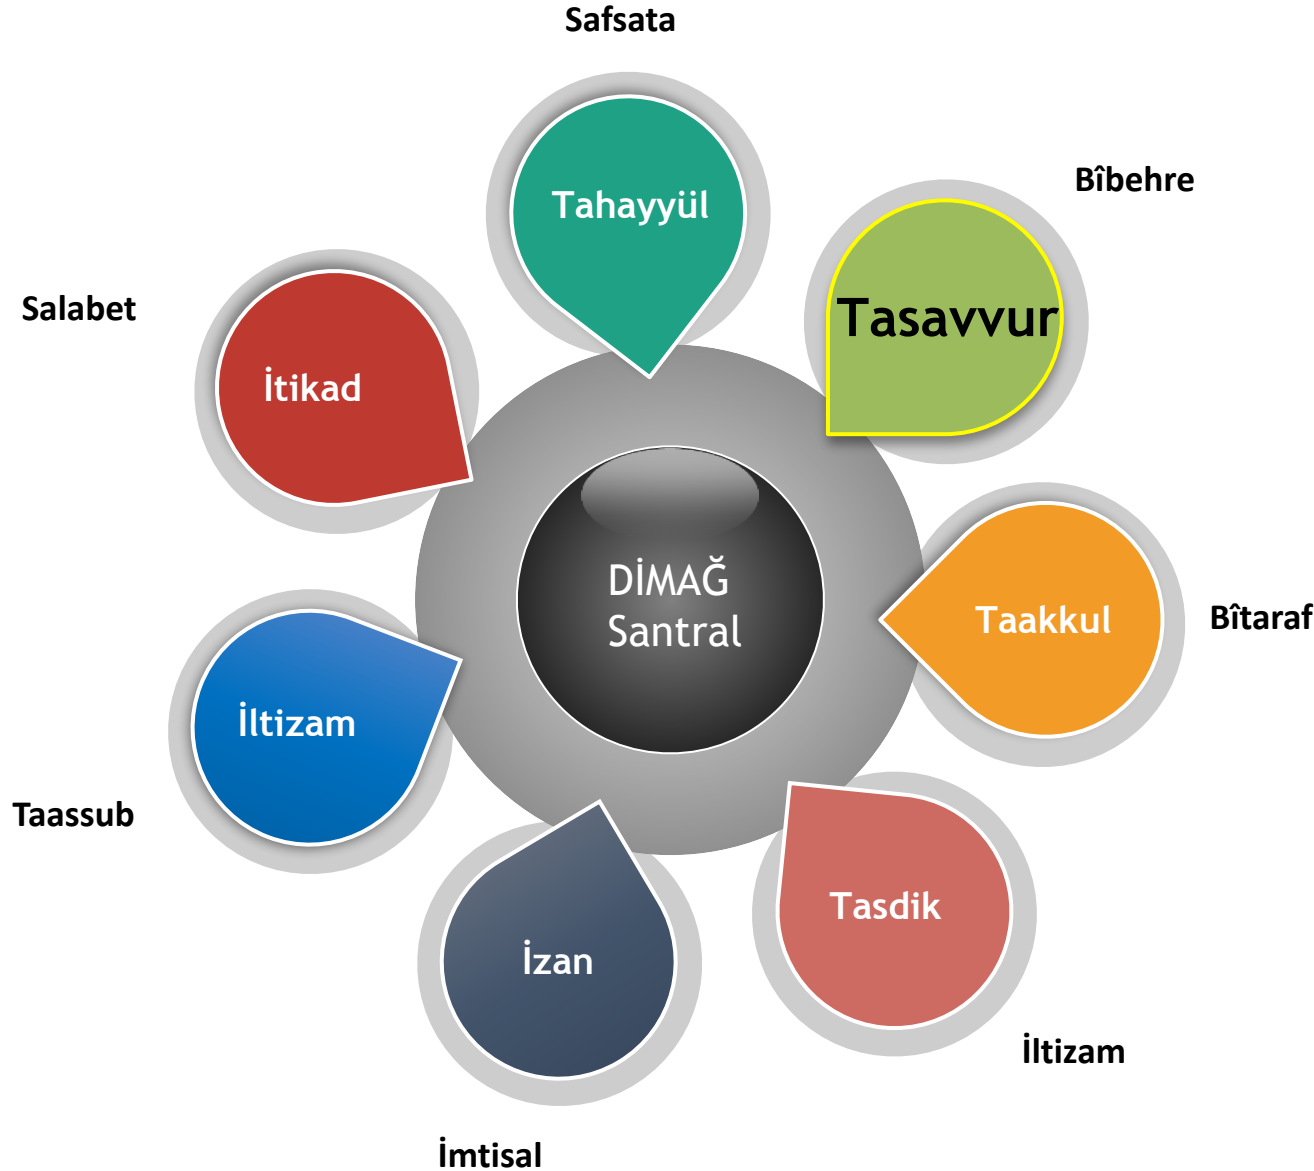 Safsata
Tahayyül
Bîbehre
Tasavvur
Salabet
İtikad
DİMAĞ
Santral
Taakkul
Bîtaraf
İltizam
Taassub
Tasdik
İzan
İltizam
İmtisal